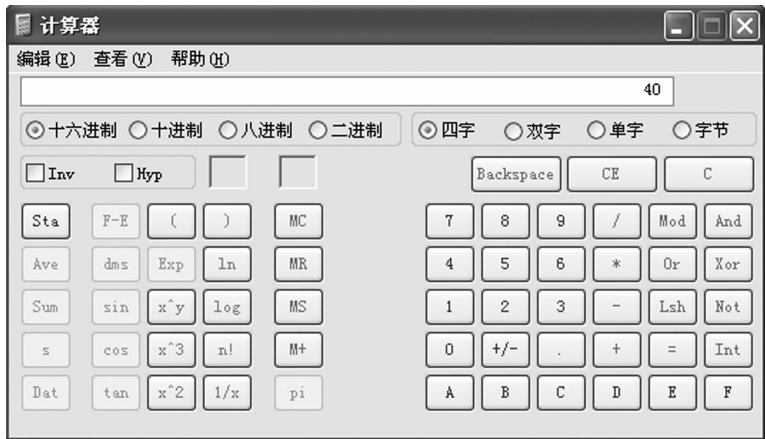 计算器
编辑(E) 查看(V) 帮助(H)
40
十六进制 十进制 八进制 二进制 四字 双字 单字 字节
Inv Hyp Backspace CE C
Sta F-E ( ) MC 7 8 9 / Mod And
Ave dms Exp ln MR 4 5 6 * Or Xor
Sum sin x^y log MS 1 2 3 - Lsh Not
s cos x^3 n! M+ 0 +/- . + = Int
Dat tan x^2 1/x pi A B C D E F